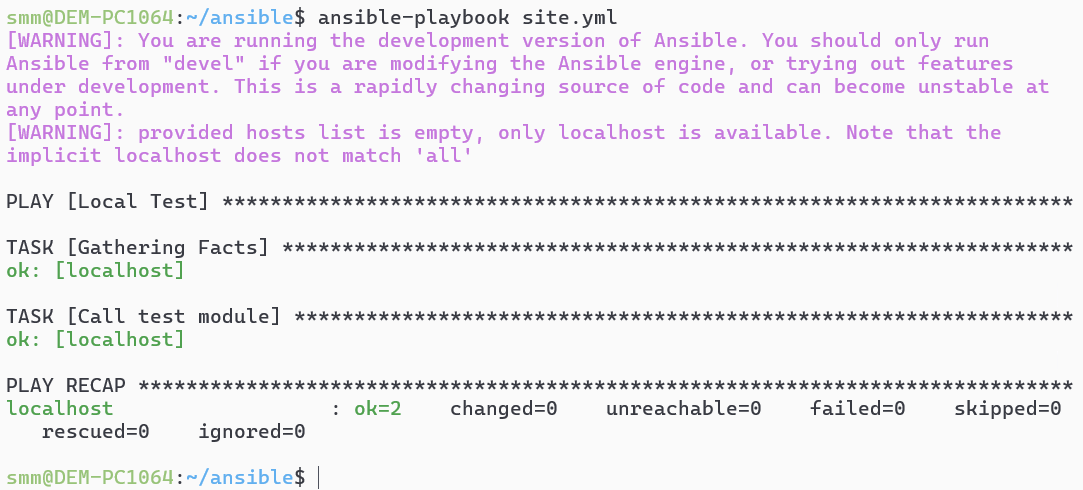 smm@DEM-PC1064:~/ansible$ ansible-playbook site.yml
[WARNING]: You are running the development version of Ansible. You should only run
Ansible from "devel" if you are modifying the Ansible engine, or trying out features
under development. This is a rapidly changing source of code and can become unstable at
any point.
[WARNING]: provided hosts list is empty, only localhost is available. Note that the
implicit localhost does not match 'all'

PLAY [Local Test] ***********************************************************************

TASK [Gathering Facts] ******************************************************************
ok: [localhost]

TASK [Call test module] *****************************************************************
ok: [localhost]

PLAY RECAP ******************************************************************************
localhost                  : ok=2    changed=0    unreachable=0    failed=0    skipped=0
   rescued=0    ignored=0

smm@DEM-PC1064:~/ansible$